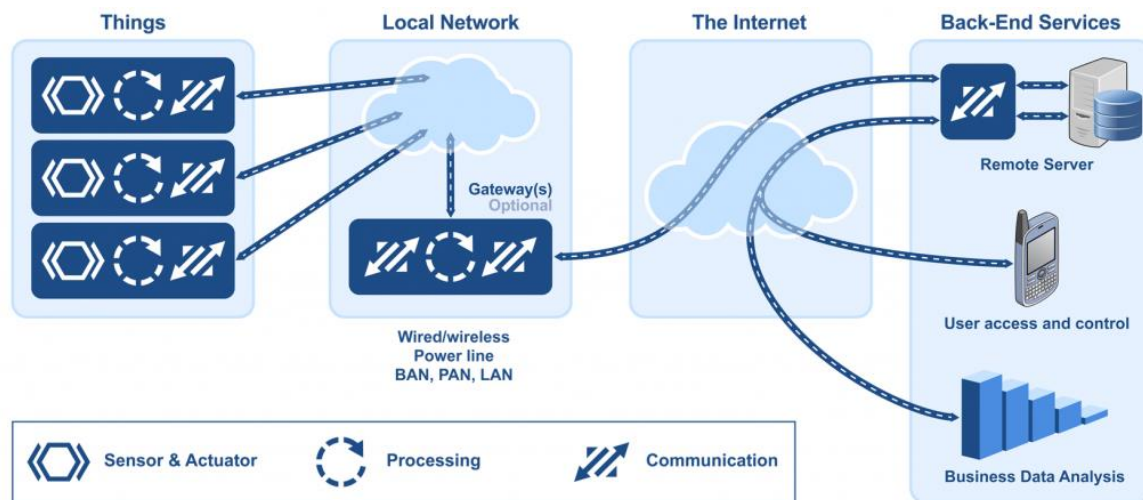 Things
Local Network
The Internet
Back-End Services
Gateway(s)
Optional
Remote Server
Wired/wireless
Power line
BAN, PAN, LAN
User access and control
Sensor & Actuator
Processing
Communication
Business Data Analysis